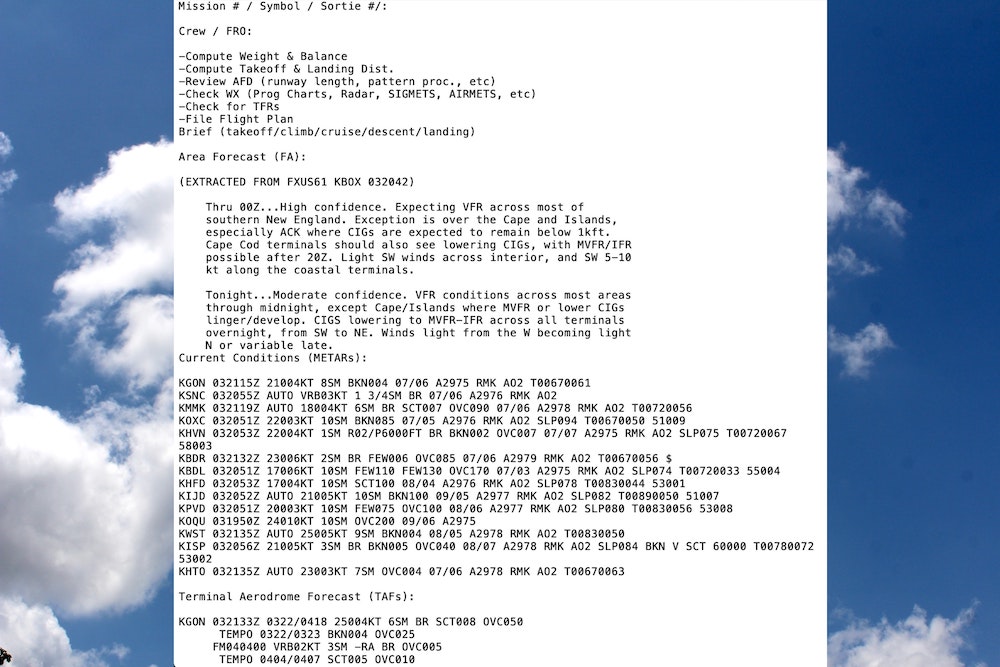 Mission # / Symbol / Sortie #/:
Crew / FRO:
-Compute Weight & Balance
-Compute Takeoff & Landing Dist.
-Review AFD (runway length, pattern proc., etc)
-Check WX (Prog Charts, Radar, SIGMETS, AIRMETS, etc)
-Check for TFRs
-File Flight Plan
Brief (takeoff/climb/cruise/descent/landing)
Area Forecast (FA):
(EXTRACTED FROM FXUS61 KBOX 032042)
Thru 00Z...High confidence. Expecting VFR across most of
southern New England. Exception is over the Cape and Islands,
especially ACK where CIGs are expected to remain below 1kft.
Cape Cod terminals should also see lowering CIGs, with MVFR/IFR
possible after 20Z. Light SW winds across interior, and SW 5-10
kt along the coastal terminals.
Tonight...Moderate confidence. VFR conditions across most areas
through midnight, except Cape/Islands where MVFR or lower CIGs
linger/develop. CIGS lowering to MVFR-IFR across all terminals
overnight, from SW to NE. Winds light from the W becoming light
N or variable late.
Current Conditions (METARs):
KGON 032115Z 21004KT 8SM BKN004 07/06 A2975 RMK AO2 T00670061
KSNC 032055Z AUTO VRB03KT 1 3/4SM BR 07/06 A2976 RMK AO2
KMMK 032119Z AUTO 18004KT 6SM BR SCT007 OVC090 07/06 A2978 RMK AO2 T00720056
KOXC 032051Z 22003KT 10SM BKN085 07/05 A2976 RMK AO2 SLP094 T00670050 51009
KHVN 032053Z 22004KT 1SM R02/P6000FT BR BKN002 OVC007 07/07 A2975 RMK AO2 SLP075 T00720067
58003
KBDR 032132Z 23006KT 2SM BR FEW006 OVC085 07/06 A2979 RMK AO2 T00670056 $
KBDL 032051Z 17006KT 10SM FEW110 FEW130 OVC170 07/03 A2975 RMK AO2 SLP074 T00720033 55004
KHFD 032053Z 17004KT 10SM SCT100 08/04 A2976 RMK AO2 SLP078 T00830044 53001
KIJD 032052Z AUTO 21005KT 10SM BKN100 09/05 A2977 RMK AO2 SLP082 T00890050 51007
KPVD 032051Z 20003KT 10SM FEW075 OVC100 08/06 A2977 RMK AO2 SLP080 T00830056 53008
KOQU 031950Z 24010KT 10SM OVC200 09/06 A2975
KWST 032135Z AUTO 25005KT 9SM BKN004 08/05 A2978 RMK AO2 T00830050
KISP 032056Z 21005KT 3SM BR BKN005 OVC040 08/07 A2978 RMK AO2 SLP084 BKN V SCT 60000 T00780072
53002
KHTO 032135Z AUTO 23003KT 7SM OVC004 07/06 A2978 RMK AO2 T00670063
Terminal Aerodrome Forecast (TAFs):
KGON 032133Z 0322/0418 25004KT 6SM BR SCT008 OVC050
TEMPO 0322/0323 BKN004 OVC025
FM040400 VRB02KT 3SM -RA BR OVC005
TEMPO 0404/0407 SCT005 OVC010